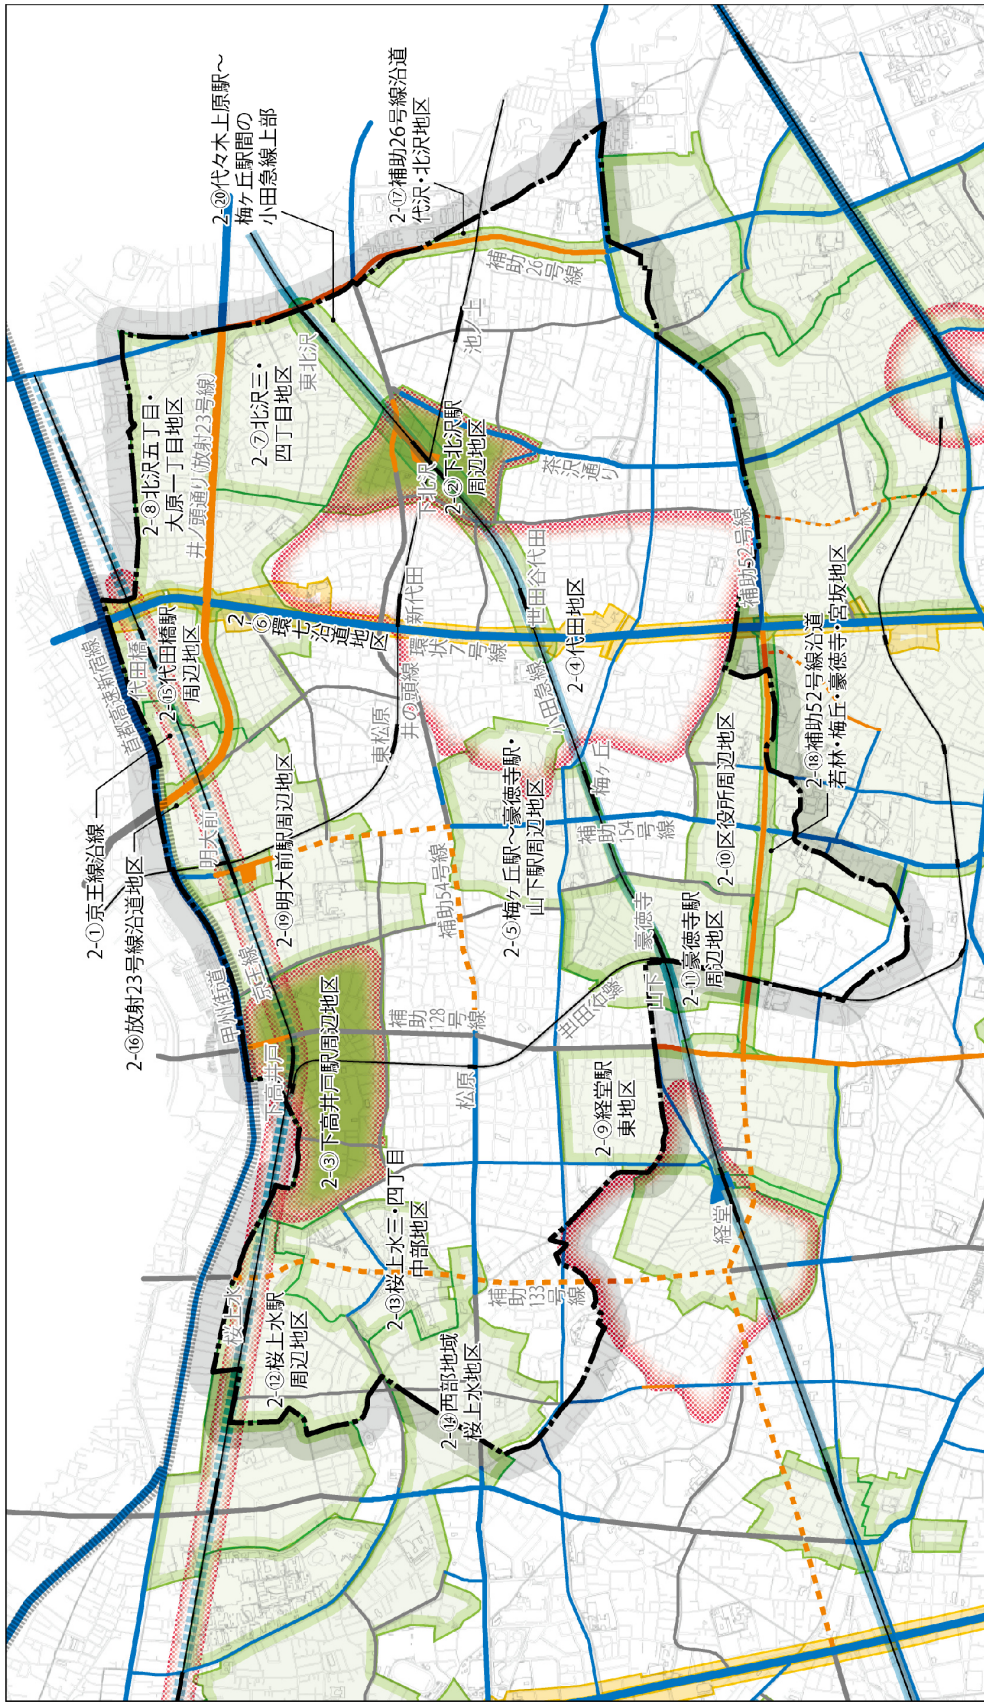 2-⑳代々木上原駅～
梅ヶ丘駅間の
小田急線上部
2-⑰補助26号線沿道
代沢・北沢地区
2-⑧北沢五丁目・
大原一丁目地区
井ノ頭通り(放射23号線)
2-⑦北沢三・
四丁目地区
東北沢
補助26号線
池ノ上
下北沢
2-②下北沢駅
周辺地区
茶沢通り
首都高速新宿線
代田橋
2-⑮代田橋駅
周辺地区
2-⑥環七沿道地区
新代田
環状7号線
井の頭線
東松原
世田谷代田
小田急線
2-④代田地区
補助52号線
2-①京王線沿線
2-⑯放射23号線沿道地区
明大前
2-⑲明大前駅周辺地区
補助54号線
2-⑤梅ヶ丘駅～豪徳寺駅・
山下駅周辺地区
梅ヶ丘
補助154号線
2-⑩区役所周辺地区
2-⑱補助52号線沿道
若林・梅丘・豪徳寺・宮坂地区
甲州街道
京王線
下高井戸
2-③下高井戸駅周辺地区
補助128号線
松原
世田谷線
山下
豪徳寺
2-⑪豪徳寺駅
周辺地区
2-⑨経堂駅
東地区
経堂
桜上水
2-⑫桜上水駅
周辺地区
2-⑬桜上水三・四丁目
中部地区
2-⑭西部地域
桜上水地区
補助133号線